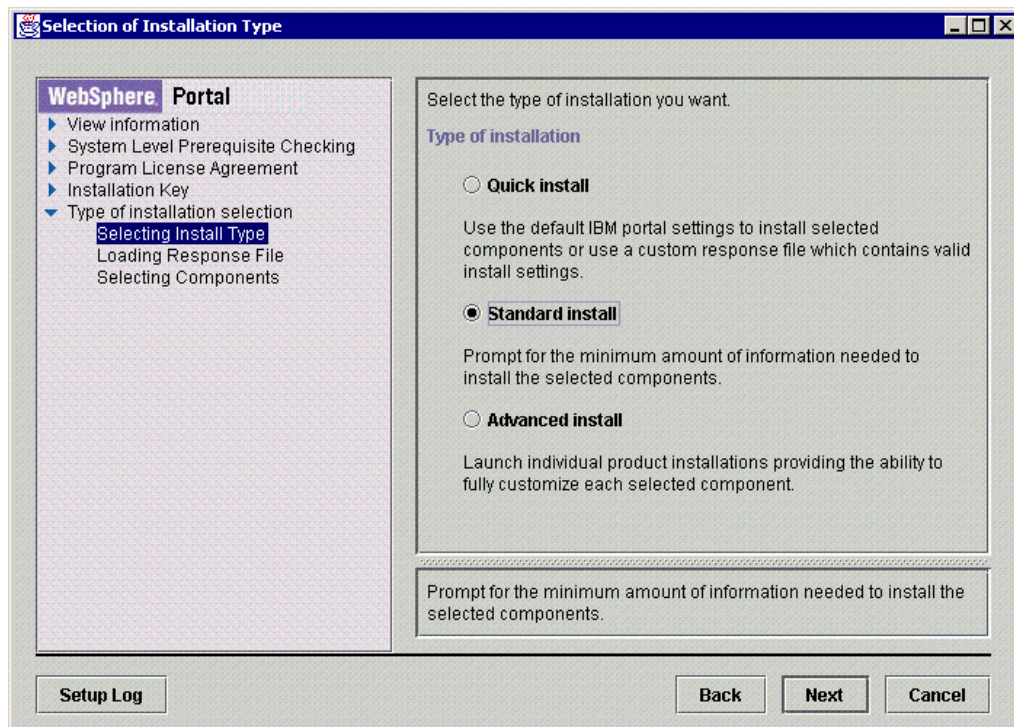 Selection of Installation Type
WebSphere. Portal
View information
System Level Prerequisite Checking
Program License Agreement
Installation Key
Type of installation selection
Selecting Install Type
Loading Response File
Selecting Components
Select the type of installation you want.
Type of installation
Quick install
Use the default IBM portal settings to install selected
components or use a custom response file which contains valid
install settings.
Standard install
Prompt for the minimum amount of information needed to
install the selected components.
Advanced install
Launch individual product installations providing the ability to
fully customize each selected component.
Prompt for the minimum amount of information needed to install the
selected components.
Setup Log
Back
Next
Cancel